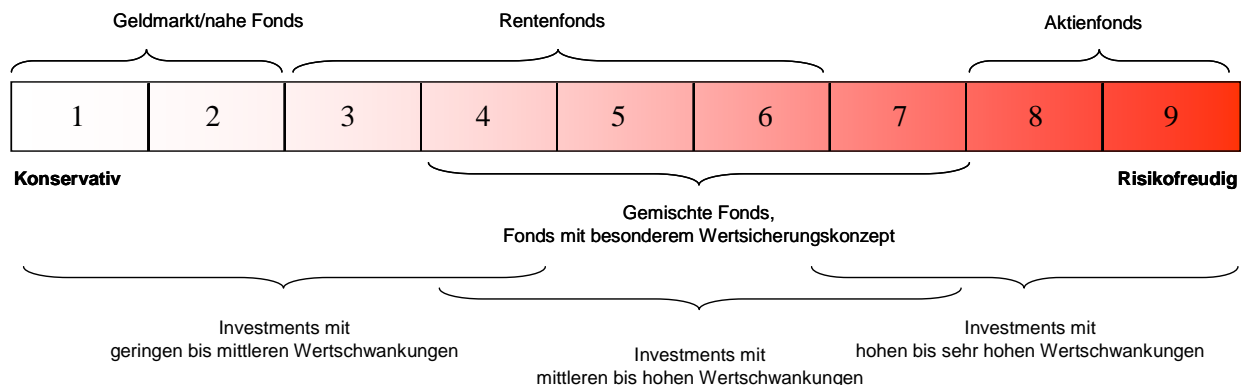 Geldmarkt/nahe Fonds Rentenfonds Aktienfonds
1 2 3 4 5 6 7 8 9
Konservativ Risikofreudig
Gemischte Fonds,
Fonds mit besonderem Wertsicherungskonzept
Investments mit
geringen bis mittleren Wertschwankungen
Investments mit
mittleren bis hohen Wertschwankungen
Investments mit
hohen bis sehr hohen Wertschwankungen